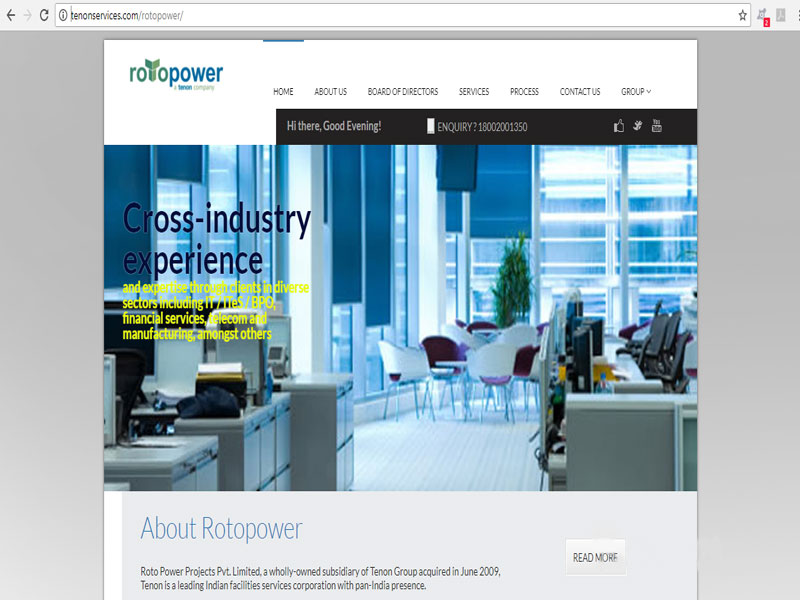 tenonservices.com/rotopower/
2
rotopower
a tenon company
HOME ABOUT US BOARD OF DIRECTORS SERVICES PROCESS CONTACT US GROUP
Hi there, Good Evening! ENQUIRY? 18002001350
You
Cross-industry
experience
and expertise through clients in diverse
sectors including IT / ITeS / BPO,
financial services, telecom and
manufacturing, amongst others
About Rotopower
READ MORE
Roto Power Projects Pvt. Limited, a wholly-owned subsidiary of Tenon Group acquired in June 2009,
Tenon is a leading Indian facilities services corporation with pan-India presence.